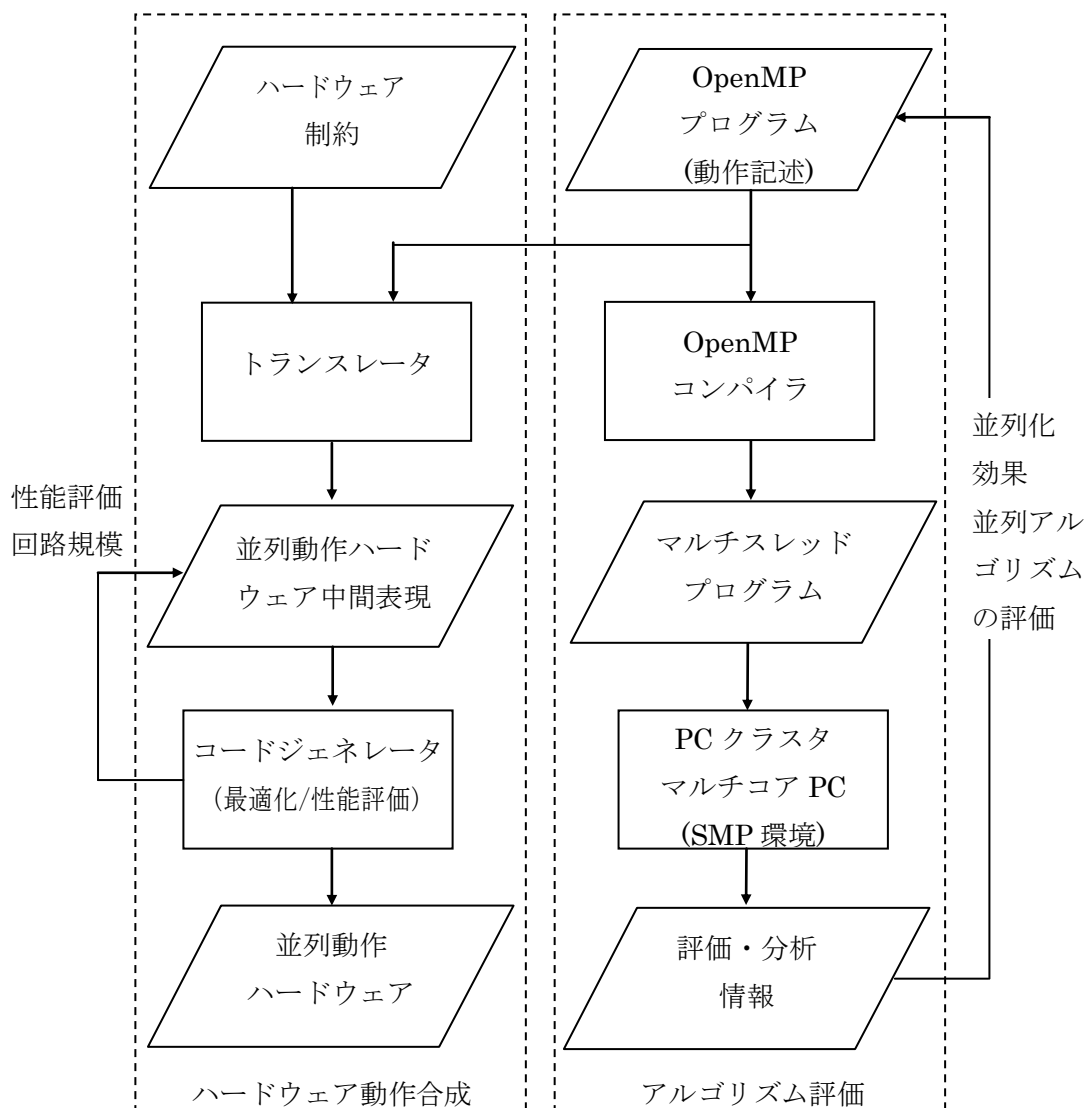 ハードウェア
制約
OpenMP
プログラム
(動作記述)
トランスレータ
OpenMP
コンパイラ
並列化
効果
並列アル
ゴリズム
の評価
性能評価
回路規模
並列動作ハード
ウェア中間表現
マルチスレッド
プログラム
コードジェネレータ
(最適化/性能評価)
PC クラスタ
マルチコア PC
(SMP 環境)
並列動作
ハードウェア
評価・分析
情報
ハードウェア動作合成
アルゴリズム評価